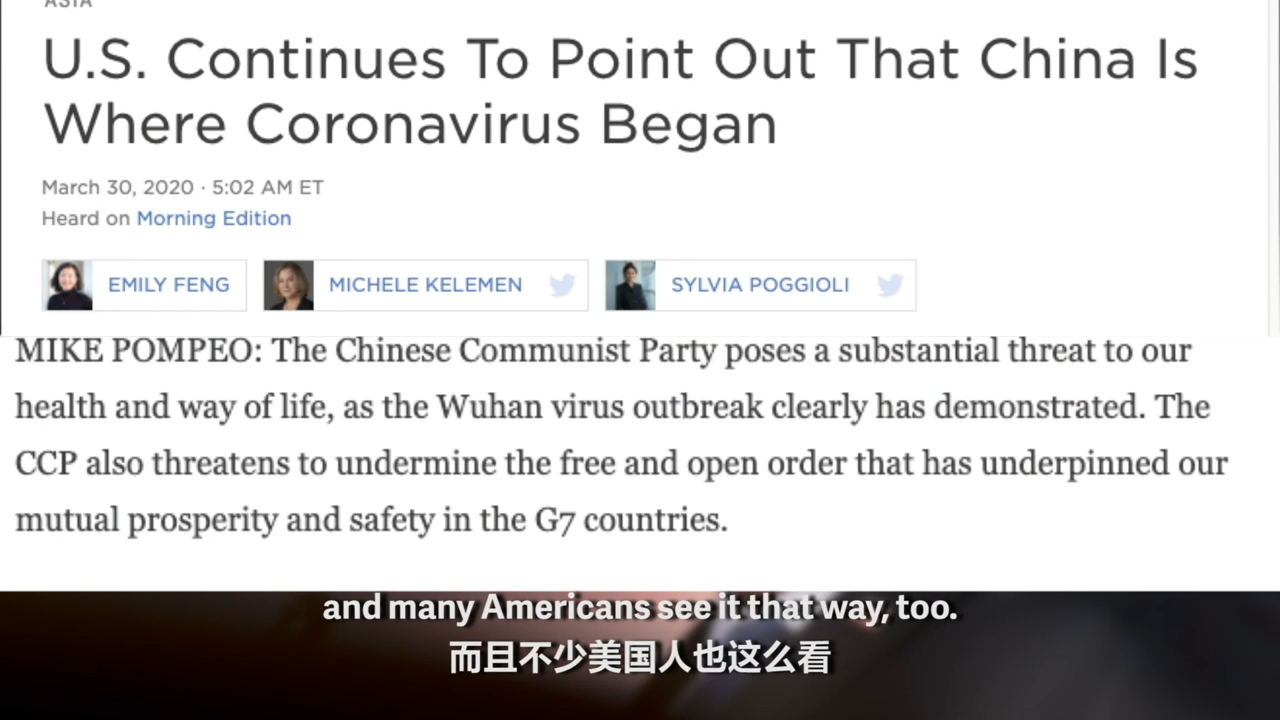 ASIA
U.S. Continues To Point Out That China Is
Where Coronavirus Began
March 30, 2020 · 5:02 AM ET
Heard on Morning Edition
EMILY FENG MICHELE KELEMEN SYLVIA POGGIOLI
MIKE POMPEO: The Chinese Communist Party poses a substantial threat to our
health and way of life, as the Wuhan virus outbreak clearly has demonstrated. The
CCP also threatens to undermine the free and open order that has underpinned our
mutual prosperity and safety in the G7 countries.
and many Americans see it that way, too.
而且不少美国人也这么看